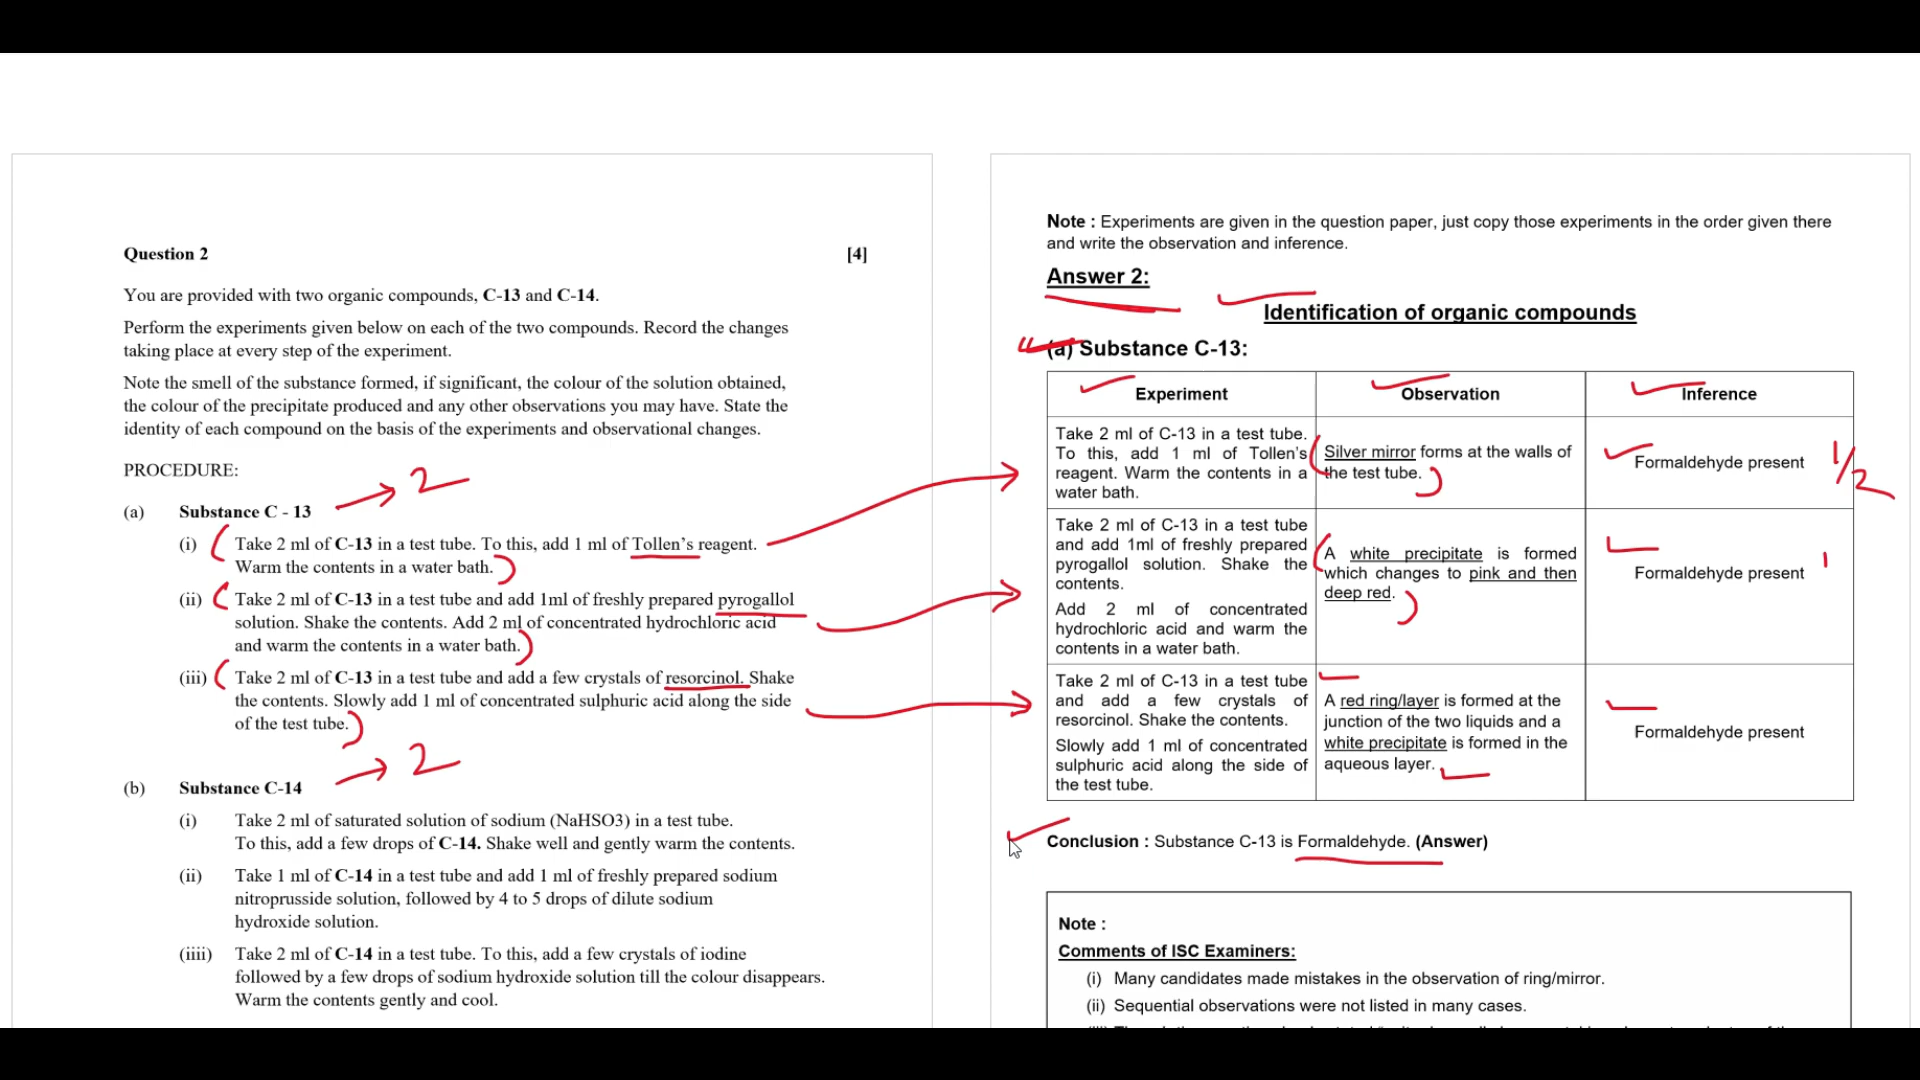 Question 2 [4]
You are provided with two organic compounds, C-13 and C-14.
Perform the experiments given below on each of the two compounds. Record the changes
taking place at every step of the experiment.
Note the smell of the substance formed, if significant, the colour of the solution obtained,
the colour of the precipitate produced and any other observations you may have. State the
identity of each compound on the basis of the experiments and observational changes.
PROCEDURE:
(a) Substance C - 13 → 2
(i) Take 2 ml of C-13 in a test tube. To this, add 1 ml of Tollen's reagent.
Warm the contents in a water bath.
(ii) Take 2 ml of C-13 in a test tube and add 1ml of freshly prepared pyrogallol
solution. Shake the contents. Add 2 ml of concentrated hydrochloric acid
and warm the contents in a water bath.
(iii) Take 2 ml of C-13 in a test tube and add a few crystals of resorcinol. Shake
the contents. Slowly add 1 ml of concentrated sulphuric acid along the side
of the test tube.
(b) Substance C-14 → 2
(i) Take 2 ml of saturated solution of sodium (NaHSO3) in a test tube.
To this, add a few drops of C-14. Shake well and gently warm the contents.
(ii) Take 1 ml of C-14 in a test tube and add 1 ml of freshly prepared sodium
nitroprusside solution, followed by 4 to 5 drops of dilute sodium
hydroxide solution.
(iiii) Take 2 ml of C-14 in a test tube. To this, add a few crystals of iodine
followed by a few drops of sodium hydroxide solution till the colour disappears.
Warm the contents gently and cool.
Note : Experiments are given in the question paper, just copy those experiments in the order given there
and write the observation and inference.
Answer 2:
Identification of organic compounds
(a) Substance C-13:
Experiment
Observation
Inference
Take 2 ml of C-13 in a test tube.
To this, add 1 ml of Tollen's
reagent. Warm the contents in a
water bath.
Silver mirror forms at the walls of
the test tube.
Formaldehyde present
1/2
Take 2 ml of C-13 in a test tube
and add 1ml of freshly prepared
pyrogallol solution. Shake the
contents.
Add 2 ml of concentrated
hydrochloric acid and warm the
contents in a water bath.
A white precipitate is formed
which changes to pink and then
deep red.
Formaldehyde present
Take 2 ml of C-13 in a test tube
and add a few crystals of
resorcinol. Shake the contents.
Slowly add 1 ml of concentrated
sulphuric acid along the side of
the test tube.
A red ring/layer is formed at the
junction of the two liquids and a
white precipitate is formed in the
aqueous layer.
Formaldehyde present
Conclusion : Substance C-13 is Formaldehyde. (Answer)
Note :
Comments of ISC Examiners:
(i) Many candidates made mistakes in the observation of ring/mirror.
(ii) Sequential observations were not listed in many cases.